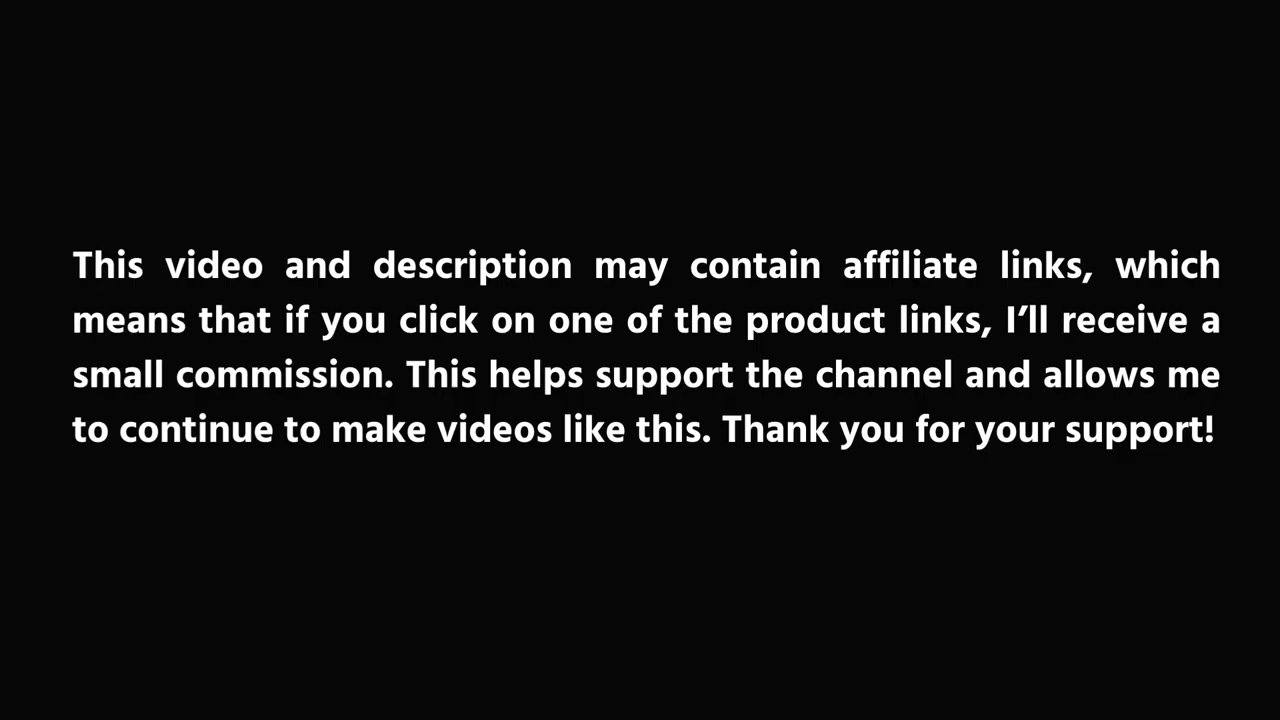 This video and description may contain affiliate links, which
means that if you click on one of the product links, I’ll receive a
small commission. This helps support the channel and allows me
to continue to make videos like this. Thank you for your support!